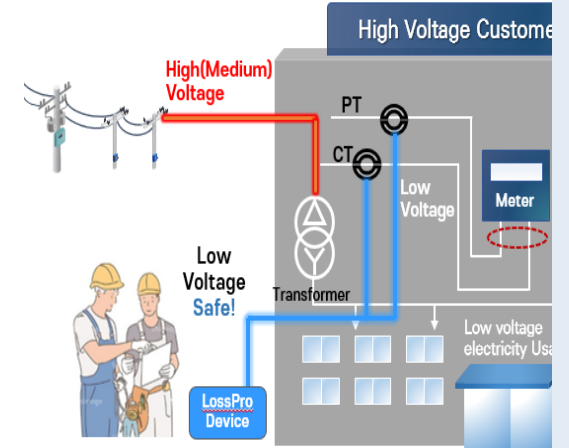 High Voltage Custome
High(Medium)
Voltage
PT
CT
Low
Voltage
Meter
Low
Voltage
Safe!
Transformer
Low voltage
electricity Usa
LossPro
Device